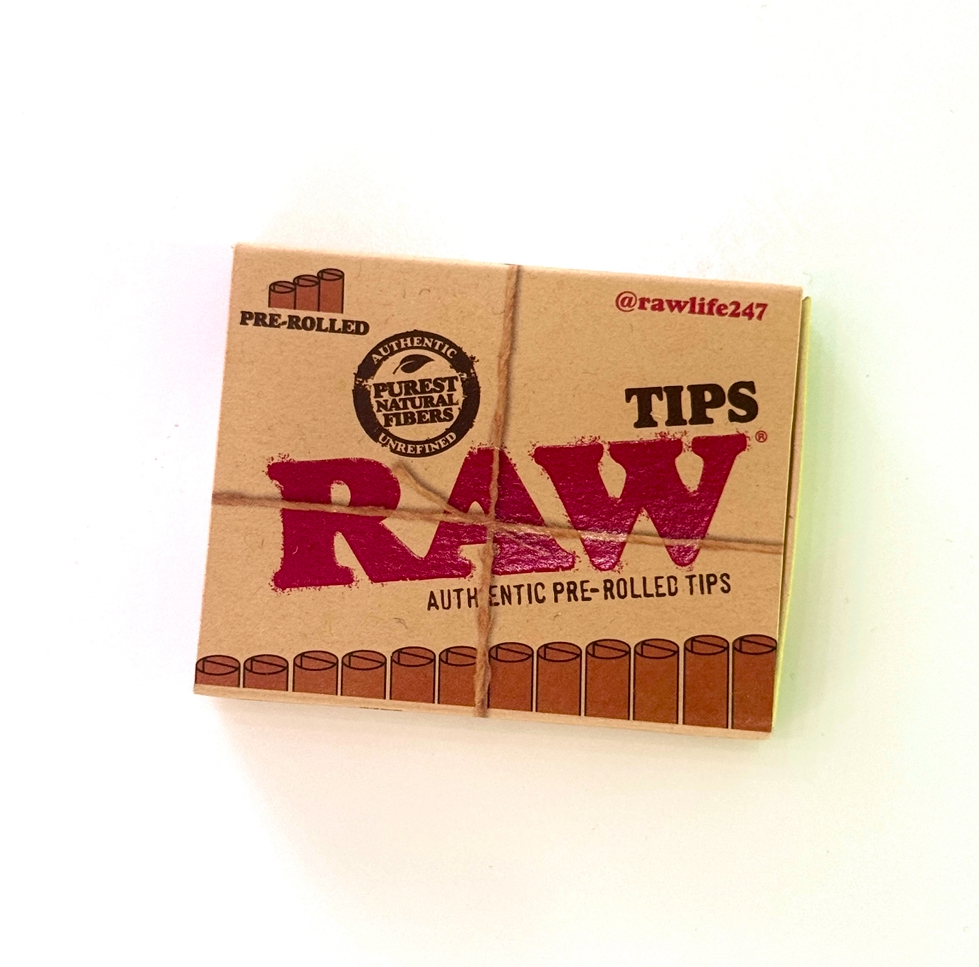 @rawlife247
PRE-ROLLED
AUTHENTIC
PUREST
NATURAL
FIBERS
UNREFINED
TIPS
RAW®
AUTHENTIC PRE-ROLLED TIPS